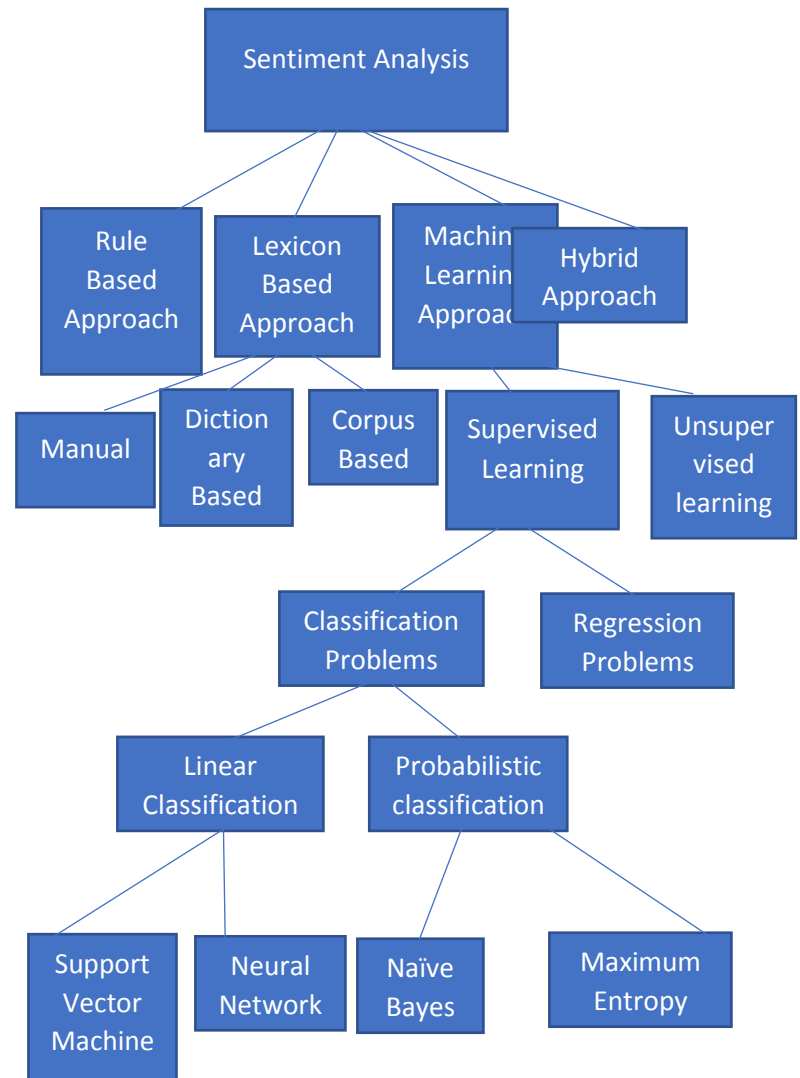 Sentiment Analysis
Rule
Based
Approach
Lexicon
Based
Approach
Machin
Learnin
Approac
Hybrid
Approach
Manual
Diction
ary
Based
Corpus
Based
Supervised
Learning
Unsuper
vised
learning
Classification
Problems
Regression
Problems
Linear
Classification
Probabilistic
classification
Support
Vector
Machine
Neural
Network
Naïve
Bayes
Maximum
Entropy